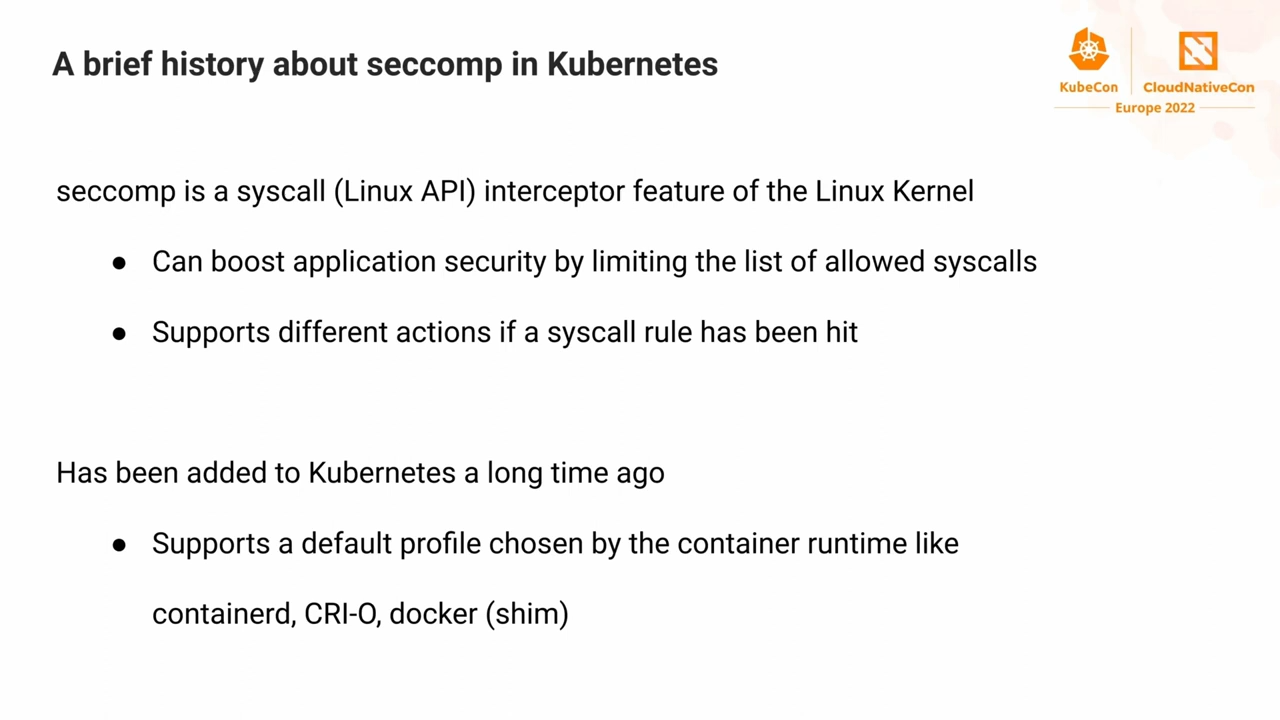 A brief history about seccomp in Kubernetes
KubeCon
CloudNativeCon
Europe 2022
seccomp is a syscall (Linux API) interceptor feature of the Linux Kernel
● Can boost application security by limiting the list of allowed syscalls
● Supports different actions if a syscall rule has been hit
Has been added to Kubernetes a long time ago
● Supports a default profile chosen by the container runtime like
containerd, CRI-O, docker (shim)